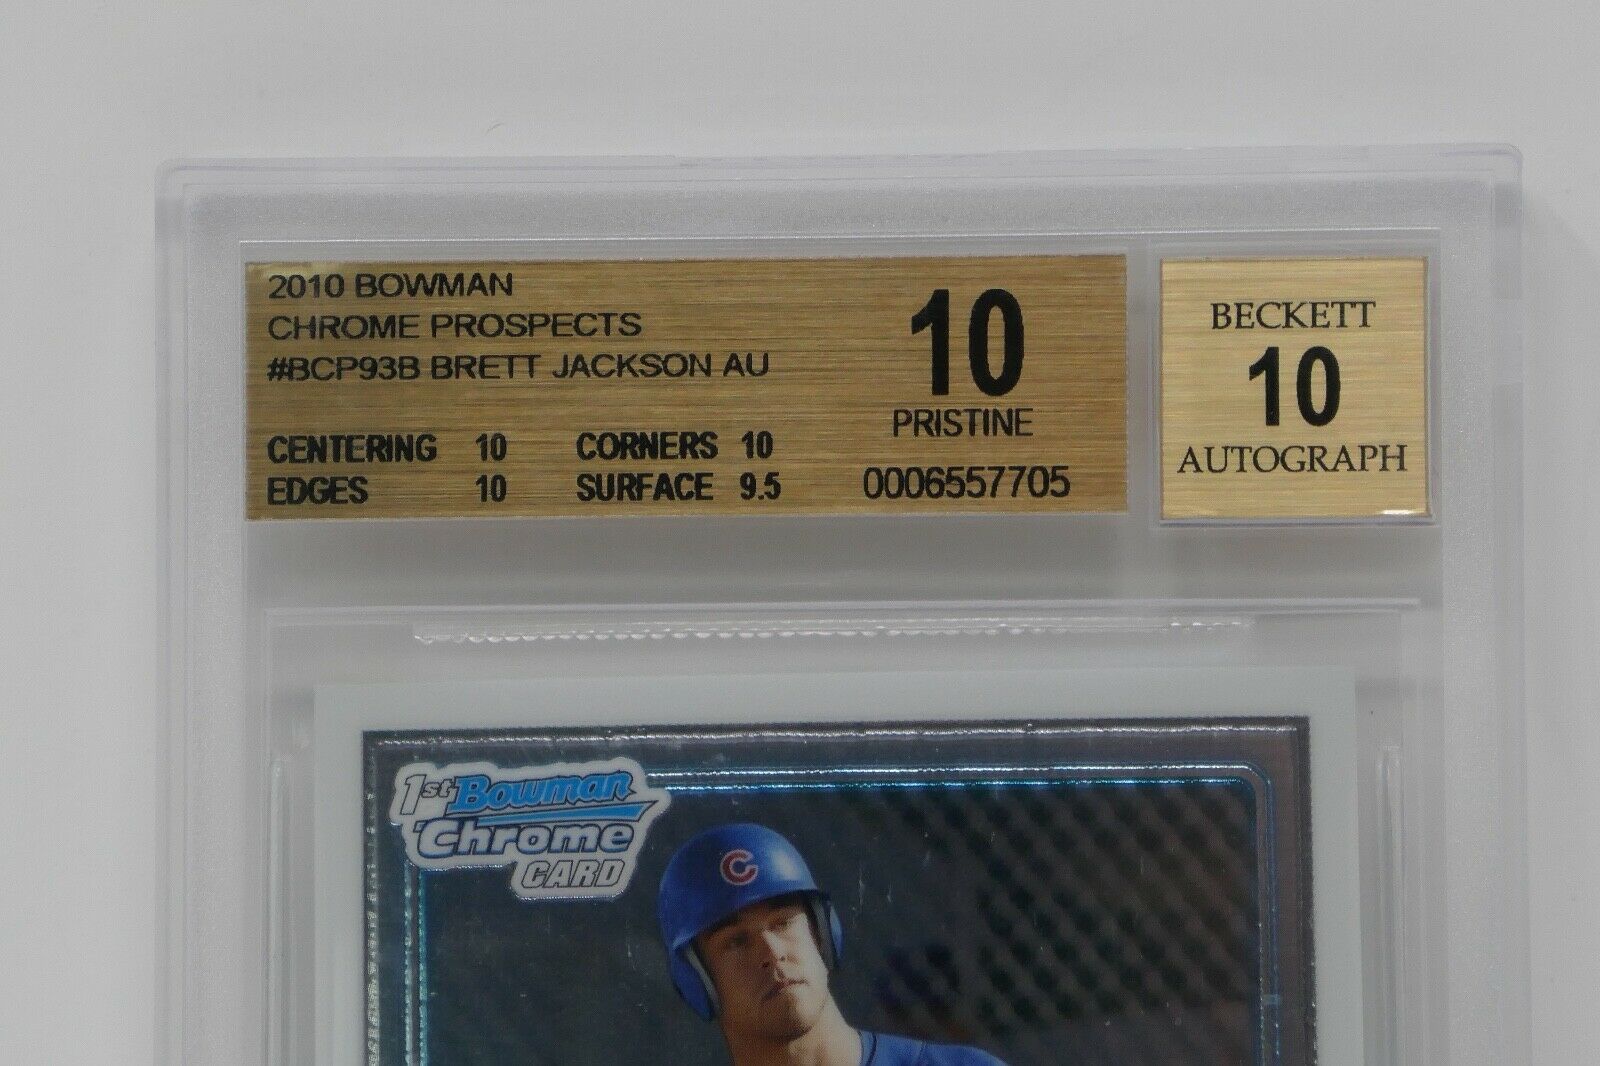 2010 BOWMAN
CHROME PROSPECTS
#BCP93B BRETT JACKSON AU
CENTERING 10 CORNERS 10
EDGES 10 SURFACE 9.5
10
PRISTINE
0006557705
BECKETT
10
AUTOGRAPH
1st Bowman
Chrome
CARD
C